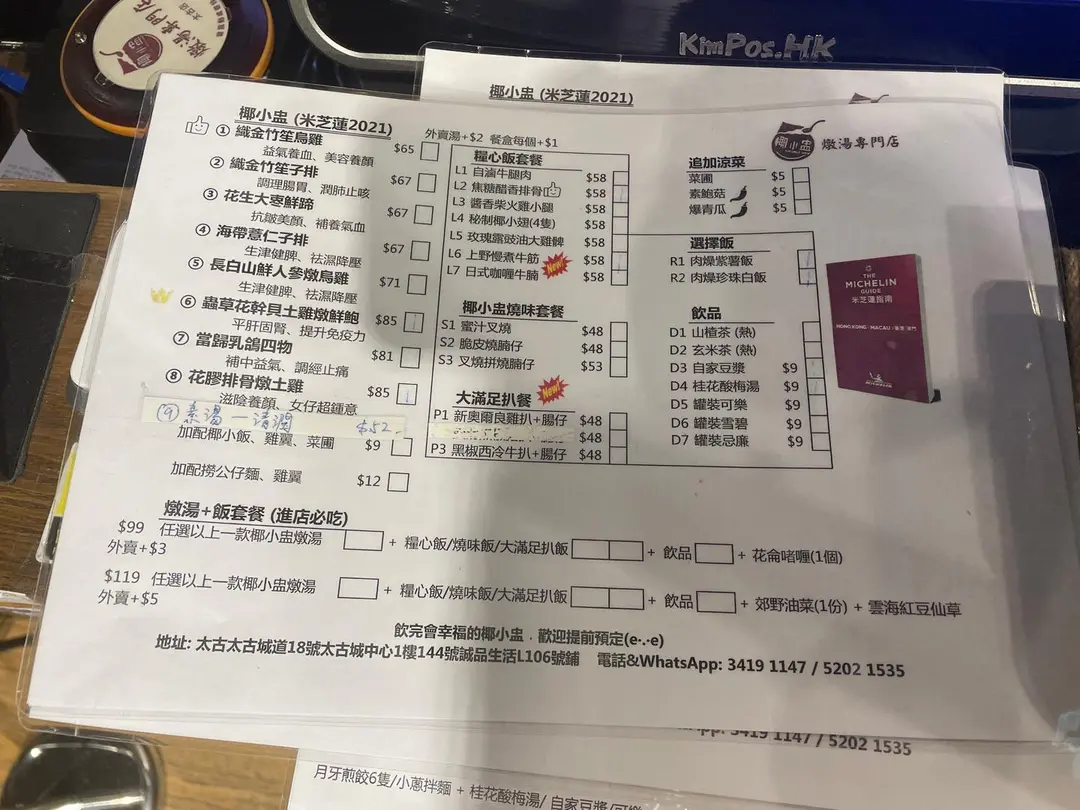 KimPos.HK
燉湯專門店
椰小盅 (米芝蓮2021)
椰小盅 (米芝蓮2021)
外賣湯+$2 餐盒每個+$1
① 織金竹笙烏雞 $65
益氣養血、美容養顏
② 織金竹笙子排 $67
調理腸胃、潤肺止咳
③ 花生大棗鮮蹄 $67
抗皺美顏、補養氣血
④ 海帶薏仁子排 $67
生津健脾、祛濕降壓
⑤ 長白山鮮人參燉烏雞 $71
生津健脾、祛濕降壓
⑥ 蟲草花幹貝土雞燉鮮鮑 $85
平肝固腎、提升免疫力
⑦ 當歸乳鴿四物 $81
補中益氣、調經止痛
⑧ 花膠排骨燉土雞 $85
滋陰養顏、女仔超鍾意
⑨ 素湯一清潤 $52
加配椰小飯、雞翼、菜圃 $9
加配撈公仔麵、雞翼 $12
糧心飯套餐
L1 自滷牛腿肉 $58
L2 焦糖醋香排骨 $58
L3 醬香柴火雞小腿 $58
L4 秘制椰小翅(4隻) $58
L5 玫瑰露豉油大雞髀 $58
L6 上野慢煮牛筋 $58
L7 日式咖喱牛腩 New! $58
椰小盅燒味套餐
S1 蜜汁叉燒 $48
S2 脆皮燒腩仔 $48
S3 叉燒拼燒腩仔 $53
大滿足扒餐 New!
P1 新奧爾良雞扒+腸仔 $48
$48
P3 黑椒西冷牛扒+腸仔 $48
椰小盅 燉湯專門店
追加涼菜
菜圃 $5
素鮑菇 $5
爆青瓜 $5
選擇飯
R1 肉燥紫薯飯
R2 肉燥珍珠白飯
飲品
D1 山楂茶 (熱)
D2 玄米茶 (熱)
D3 自家豆漿 $9
D4 桂花酸梅湯 $9
D5 罐裝可樂 $9
D6 罐裝雪碧 $9
D7 罐裝忌廉 $9
THE
MICHELIN
GUIDE
米芝蓮指南
HONG KONG · MACAU | 香港 澳門
燉湯+飯套餐 (進店必吃)
$99 任選以上一款椰小盅燉湯 + 糧心飯/燒味飯/大滿足扒飯 + 飲品 + 花侖啫喱(1個)
外賣+$3
$119 任選以上一款椰小盅燉湯 + 糧心飯/燒味飯/大滿足扒飯 + 飲品 + 郊野油菜(1份) + 雲海紅豆仙草
外賣+$5
飲完會幸福的椰小盅﹒歡迎提前預定(e·.·e)
地址: 太古太古城道18號太古城中心1樓144號誠品生活L106號鋪 電話&WhatsApp: 3419 1147 / 5202 1535
App: 3419 1147 / 5202 1535
月牙煎餃6隻/小蔥拌麵 + 桂花酸梅湯/ 自家豆漿/可樂